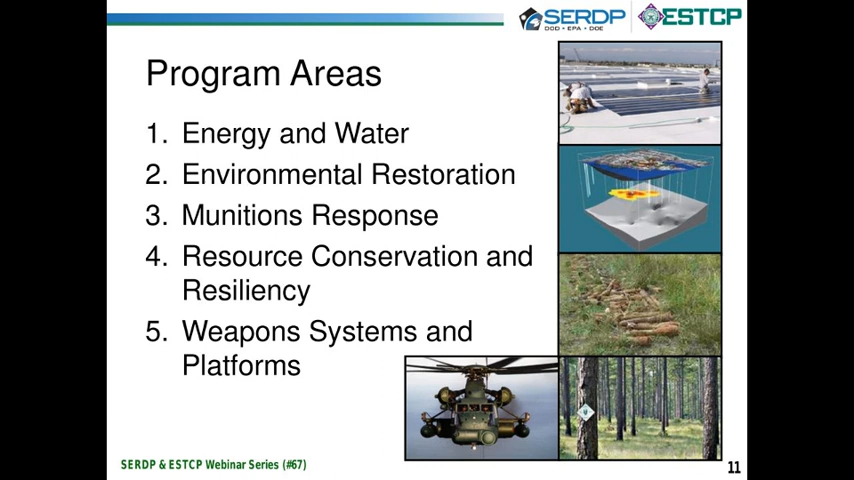 SERDP
DOD • EPA • DOE
ESTCP
Program Areas
1. Energy and Water
2. Environmental Restoration
3. Munitions Response
4. Resource Conservation and
Resiliency
5. Weapons Systems and
Platforms
SERDP & ESTCP Webinar Series (#67)
11